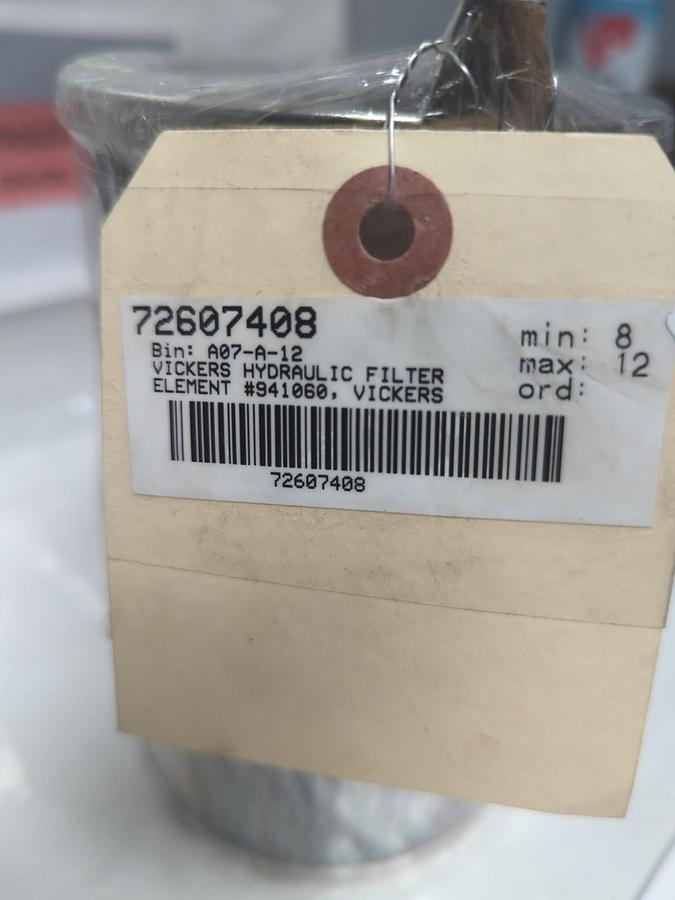 72607408
Bin: A07-A-12
VICKERS HYDRAULIC FILTER
ELEMENT #941060, VICKERS
min: 8
max: 12
ord:
72607408